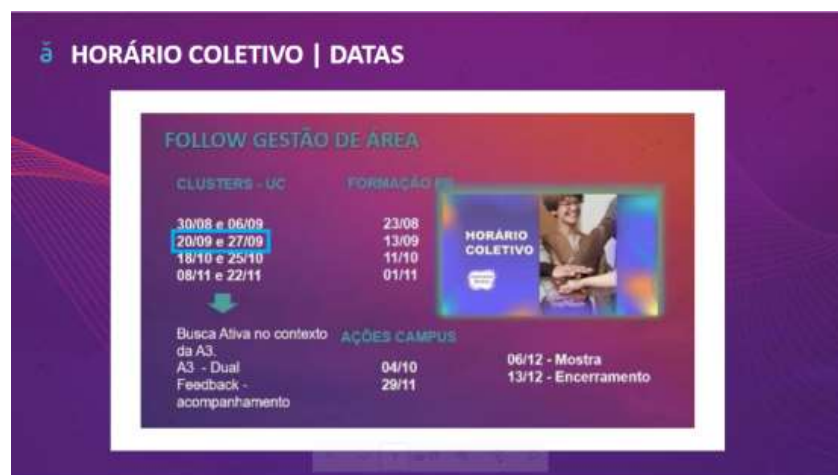 ă HORÁRIO COLETIVO | DATAS
FOLLOW GESTÃO DE ÁREA
CLUSTERS - UC
30/08 e 06/09
20/09 e 27/09
18/10 e 25/10
08/11 e 22/11
Busca Ativa no contexto
da A3.
A3 - Dual
Feedback -
acompanhamento
FORMAÇÃO
23/08
13/09
11/10
01/11
HORÁRIO
COLETIVO
AÇÕES CAMPUS
04/10
29/11
06/12 - Mostra
13/12 - Encerramento